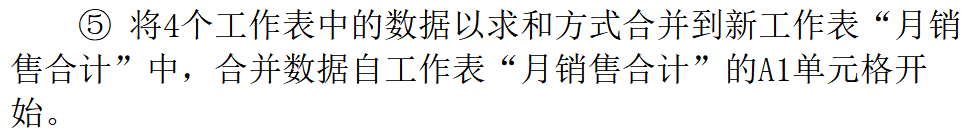 ⑤ 将4个工作表中的数据以求和方式合并到新工作表“月销
售合计”中，合并数据自工作表“月销售合计”的A1单元格开
始。